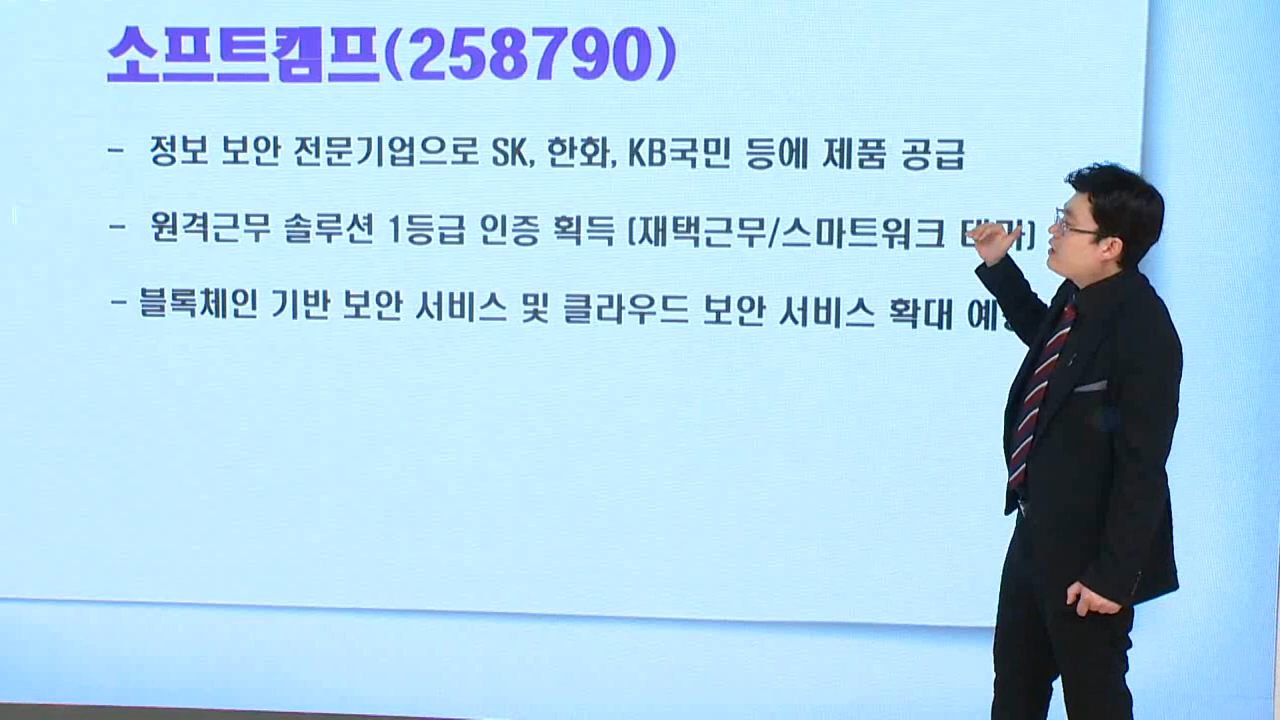 소프트캠프(258790)
- 정보 보안 전문기업으로 SK, 한화, KB국민 등에 제품 공급
- 원격근무 솔루션 1등급 인증 획득 (재택근무/스마트워크
- 블록체인 기반 보안 서비스 및 클라우드 보안 서비스 확대